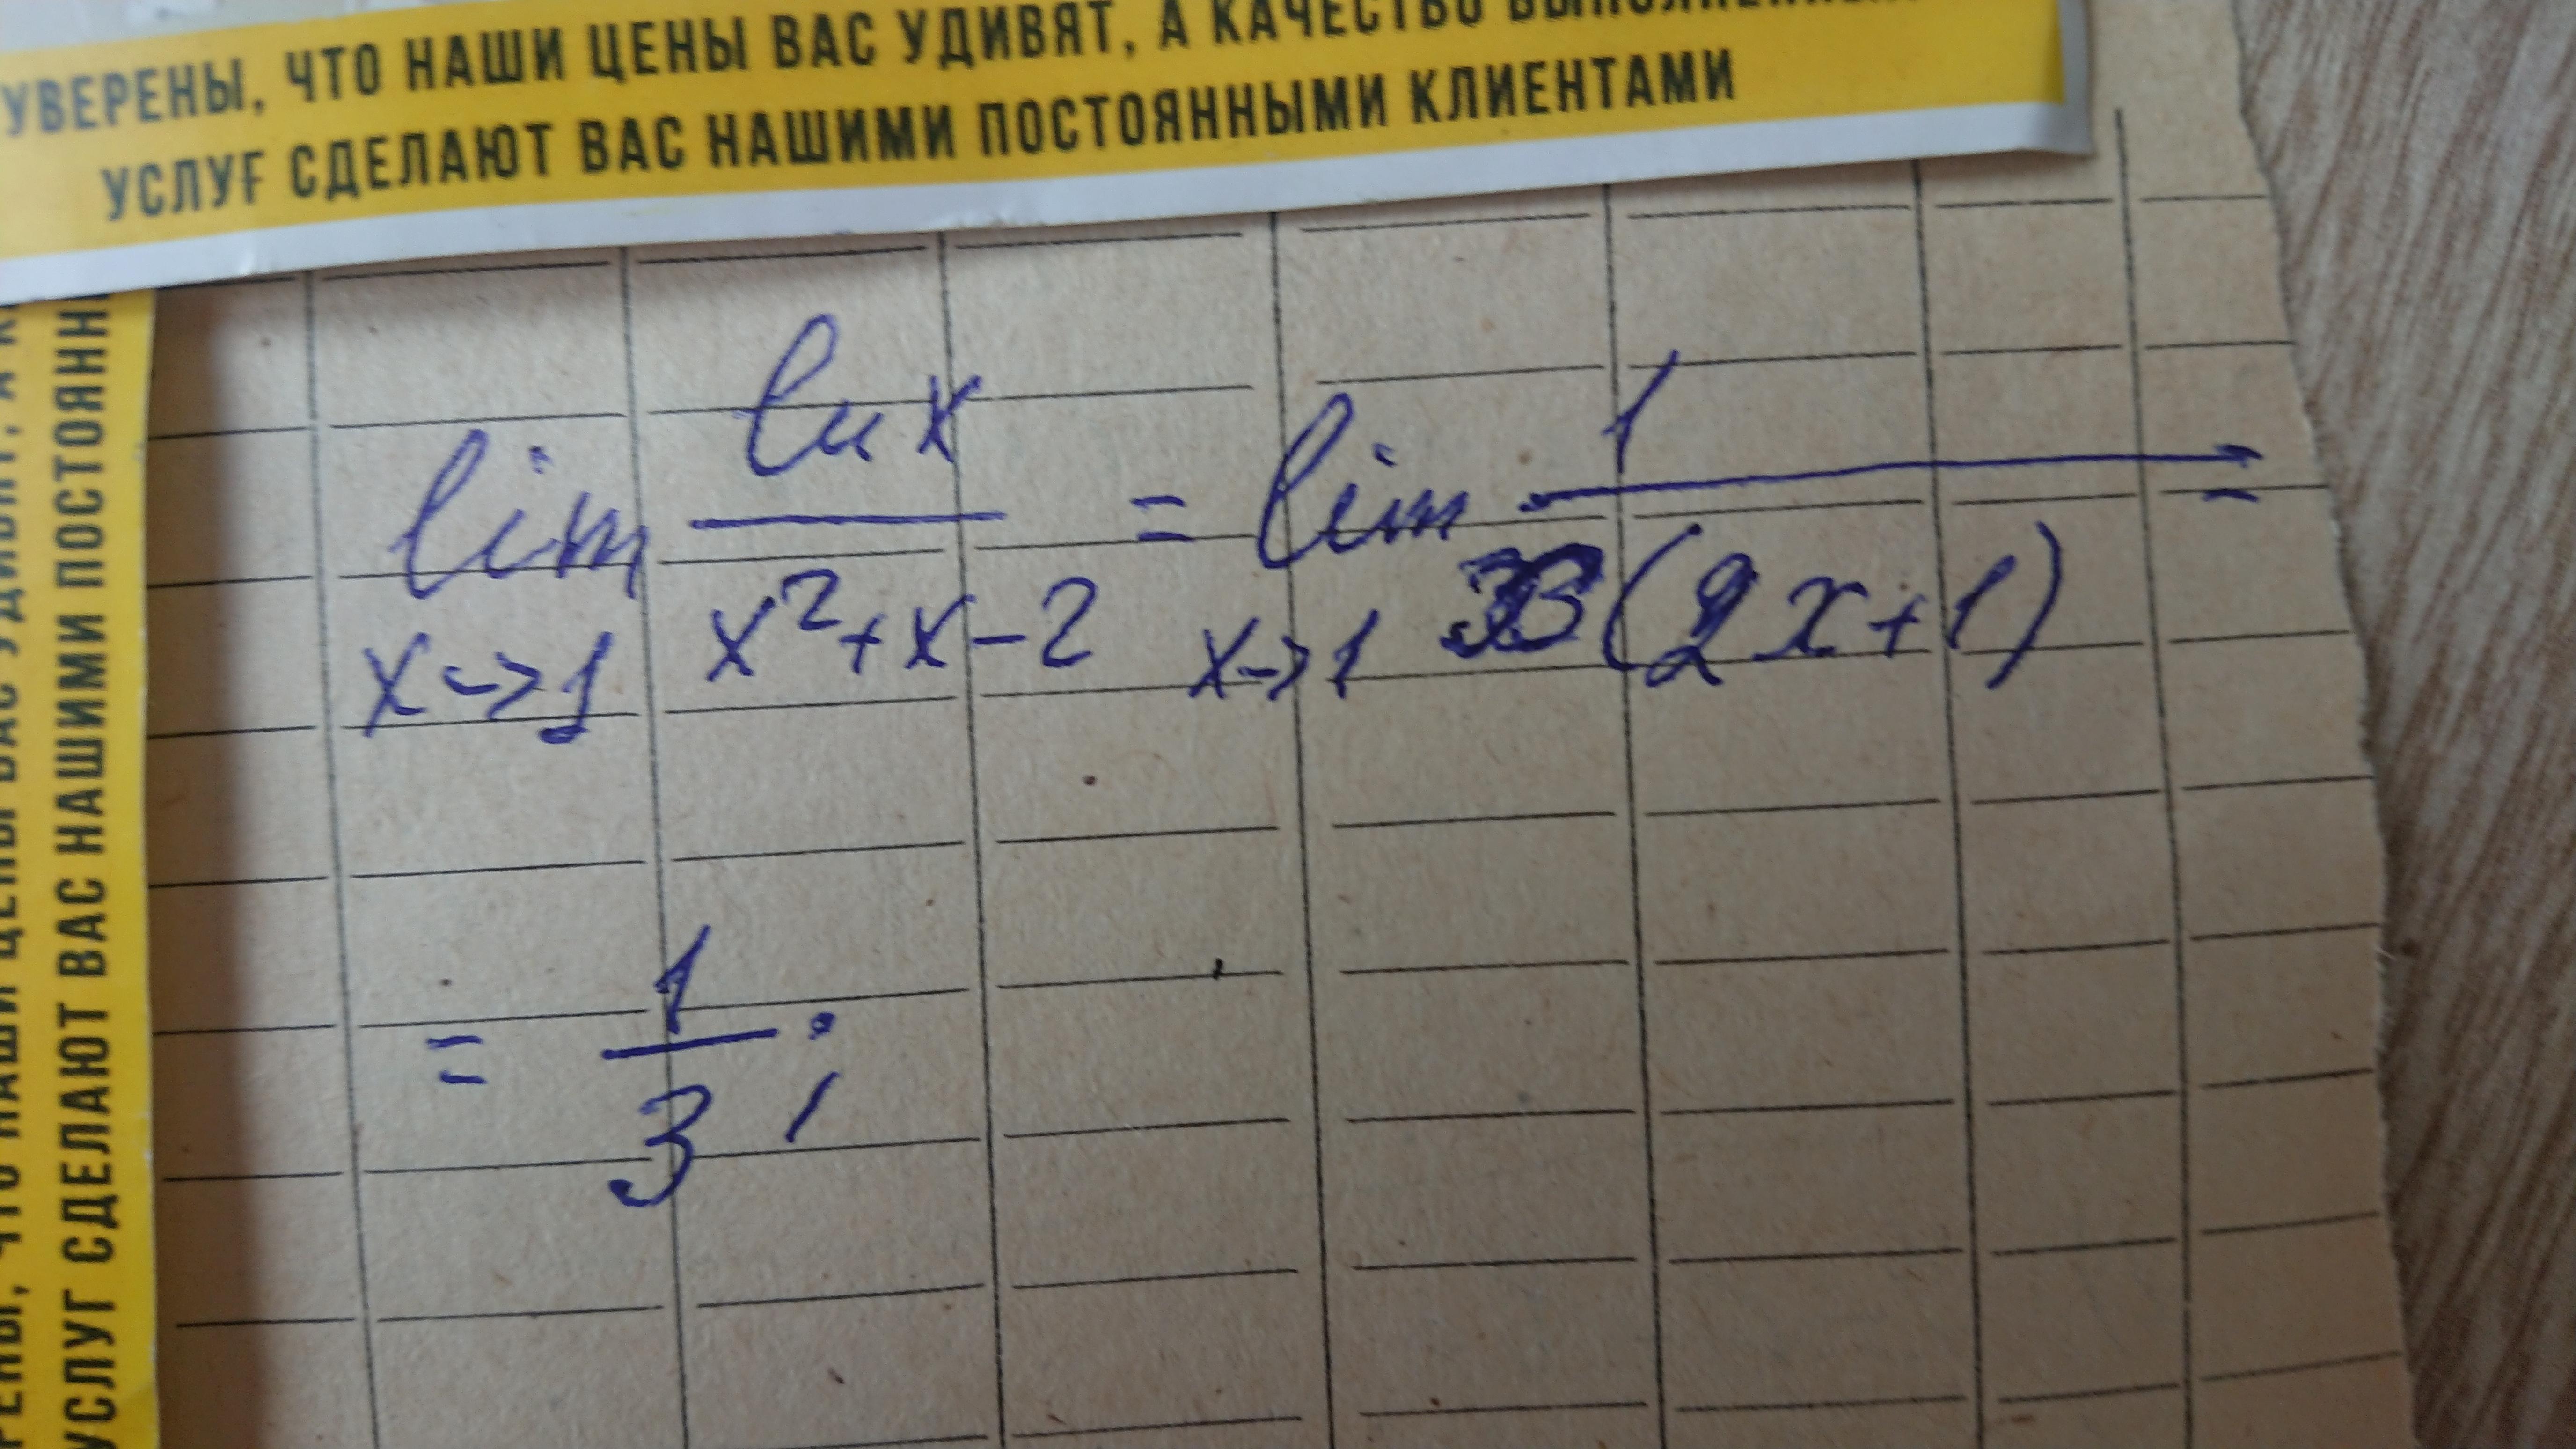 УВЕРЕНЫ, ЧТО НАШИ ЦЕНЫ ВАС УДИВЯТ, А КАЧЕСТВО
УСЛУГ СДЕЛАЮТ ВАС НАШИМИ ПОСТОЯННЫМИ КЛИЕНТАМИ
УСЛУГ СДЕЛАЮТ ВАС НАШИМИ
lim ln x = lim 1 =
x->1 x²+x-2 x->1 (2x+1)
= 1/3 ;